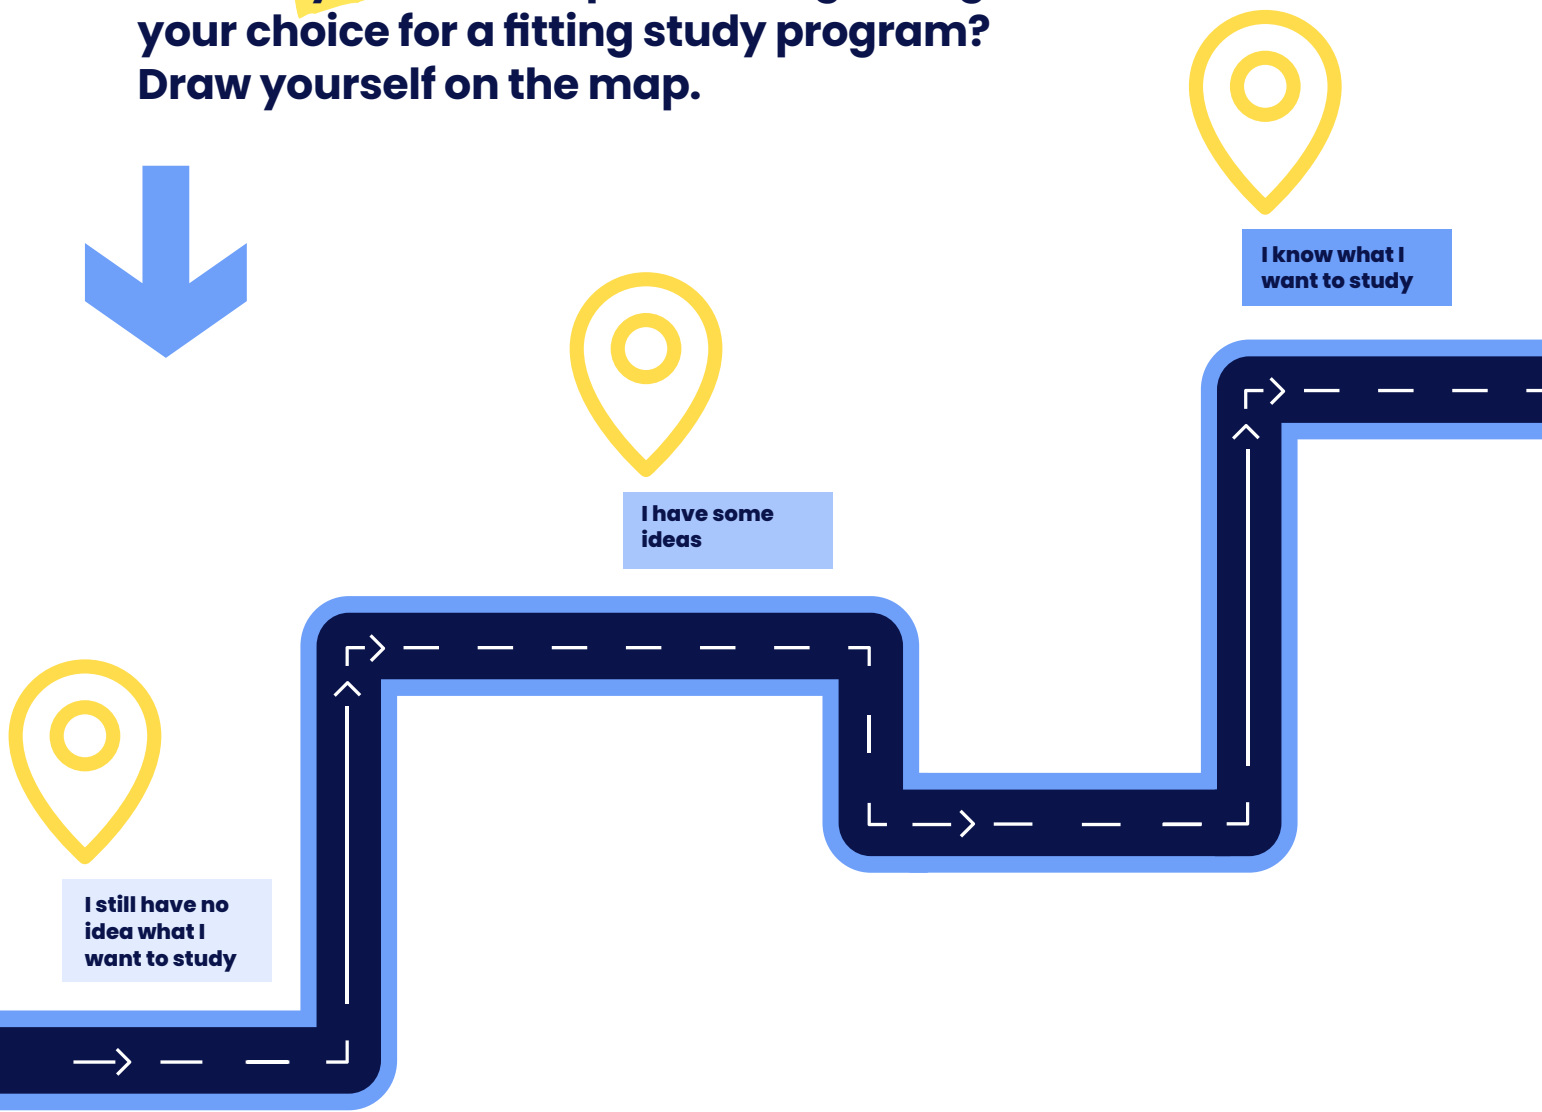 your choice for a fitting study program?
Draw yourself on the map.
I know what I
want to study
I have some
ideas
I still have no
idea what I
want to study